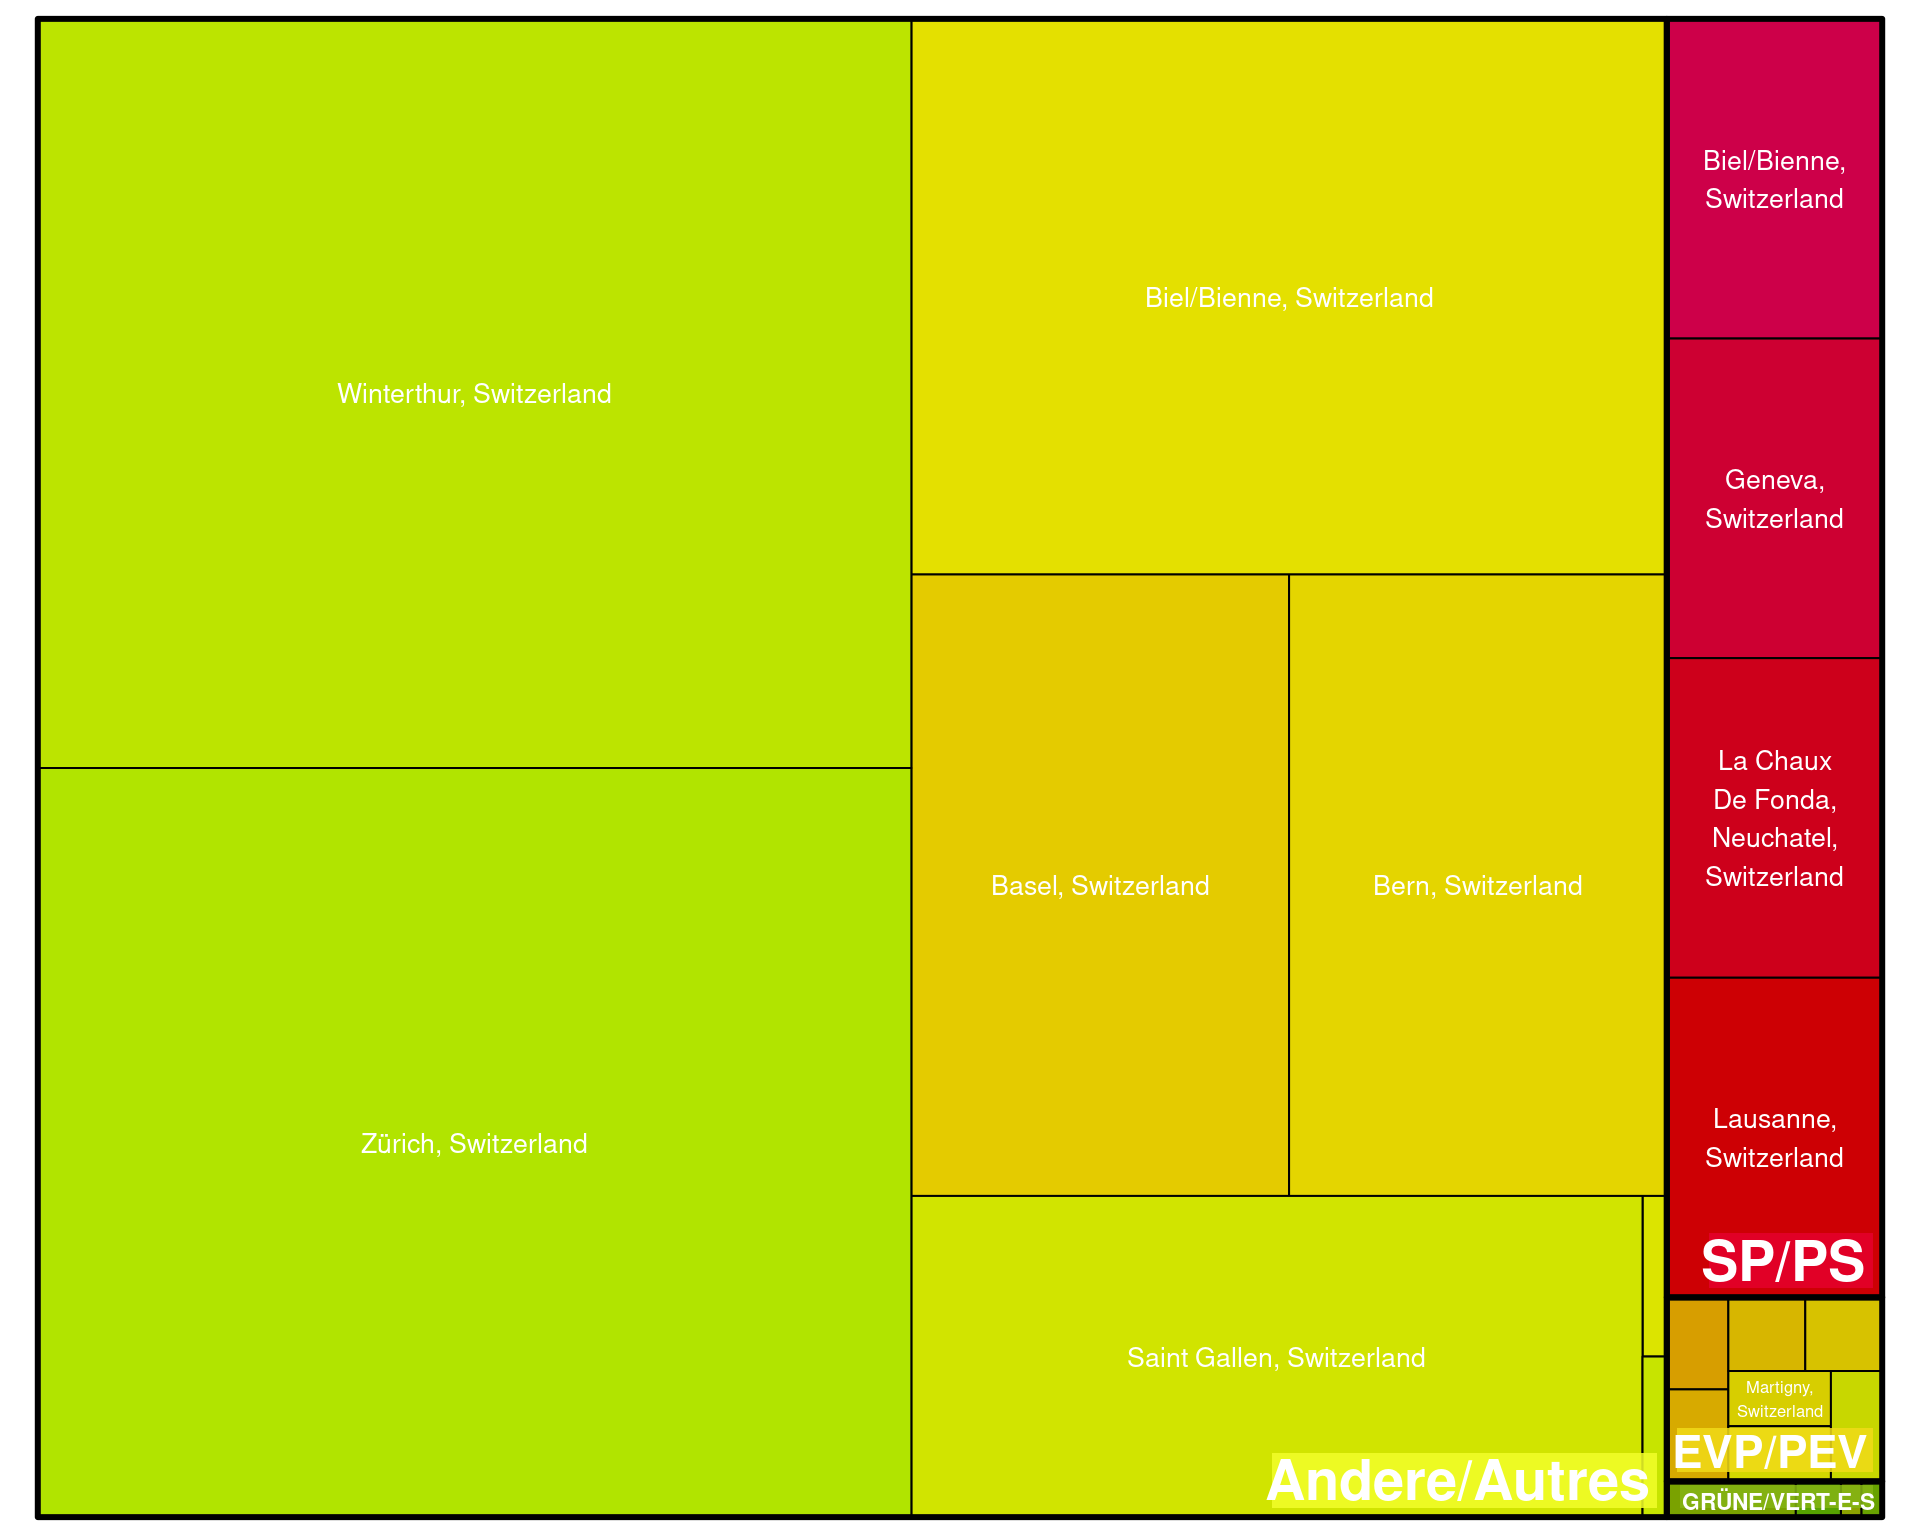 Winterthur, Switzerland
Zürich, Switzerland
Biel/Bienne, Switzerland
Basel, Switzerland
Bern, Switzerland
Saint Gallen, Switzerland
Andere/Autres
Biel/Bienne,
Switzerland
Geneva,
Switzerland
La Chaux
De Fonda,
Neuchatel,
Switzerland
Lausanne,
Switzerland
SP/PS
Martigny,
Switzerland
EVP/PEV
GRÜNE/VERT-E-S